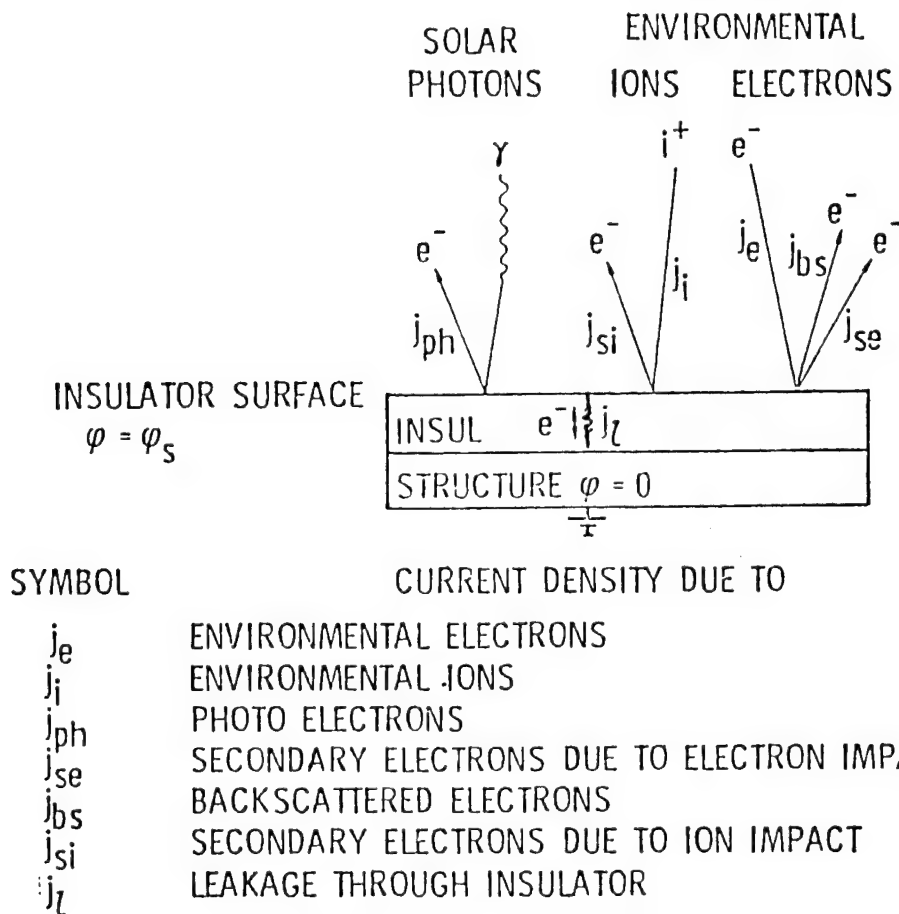 SOLAR PHOTONS
ENVIRONMENTAL
IONS ELECTRONS
γ
i⁺
e⁻
e⁻
e⁻
e⁻
e⁻
j_ph
j_si
j_i
j_e
j_bs
j_se
INSULATOR SURFACE
φ = φ_s
INSUL e⁻ j_l
STRUCTURE φ = 0
SYMBOL CURRENT DENSITY DUE TO
j_e ENVIRONMENTAL ELECTRONS
j_i ENVIRONMENTAL IONS
j_ph PHOTO ELECTRONS
j_se SECONDARY ELECTRONS DUE TO ELECTRON IMPA
j_bs BACKSCATTERED ELECTRONS
j_si SECONDARY ELECTRONS DUE TO ION IMPACT
j_l LEAKAGE THROUGH INSULATOR